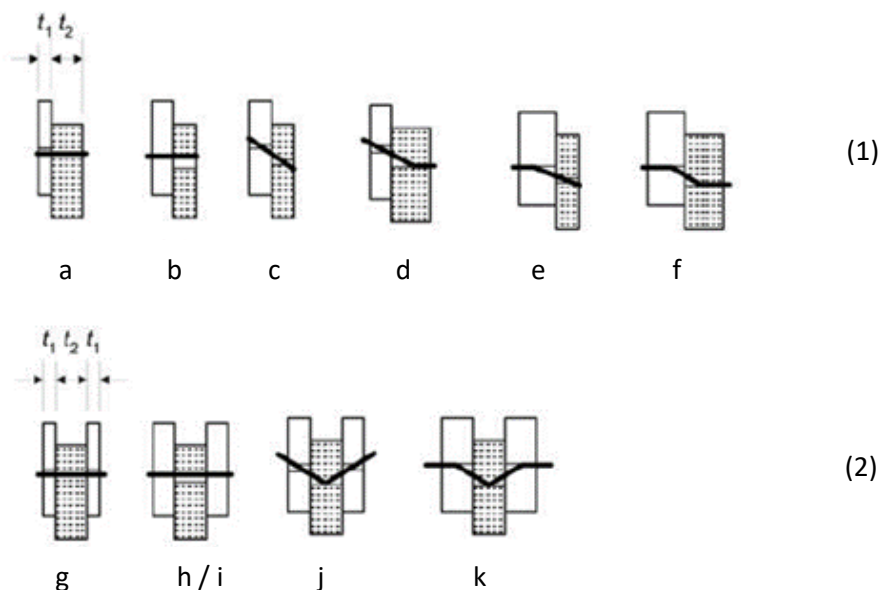 t1 t2
(1)
a b c d e f
t1 t2 t1
(2)
g h / i j k